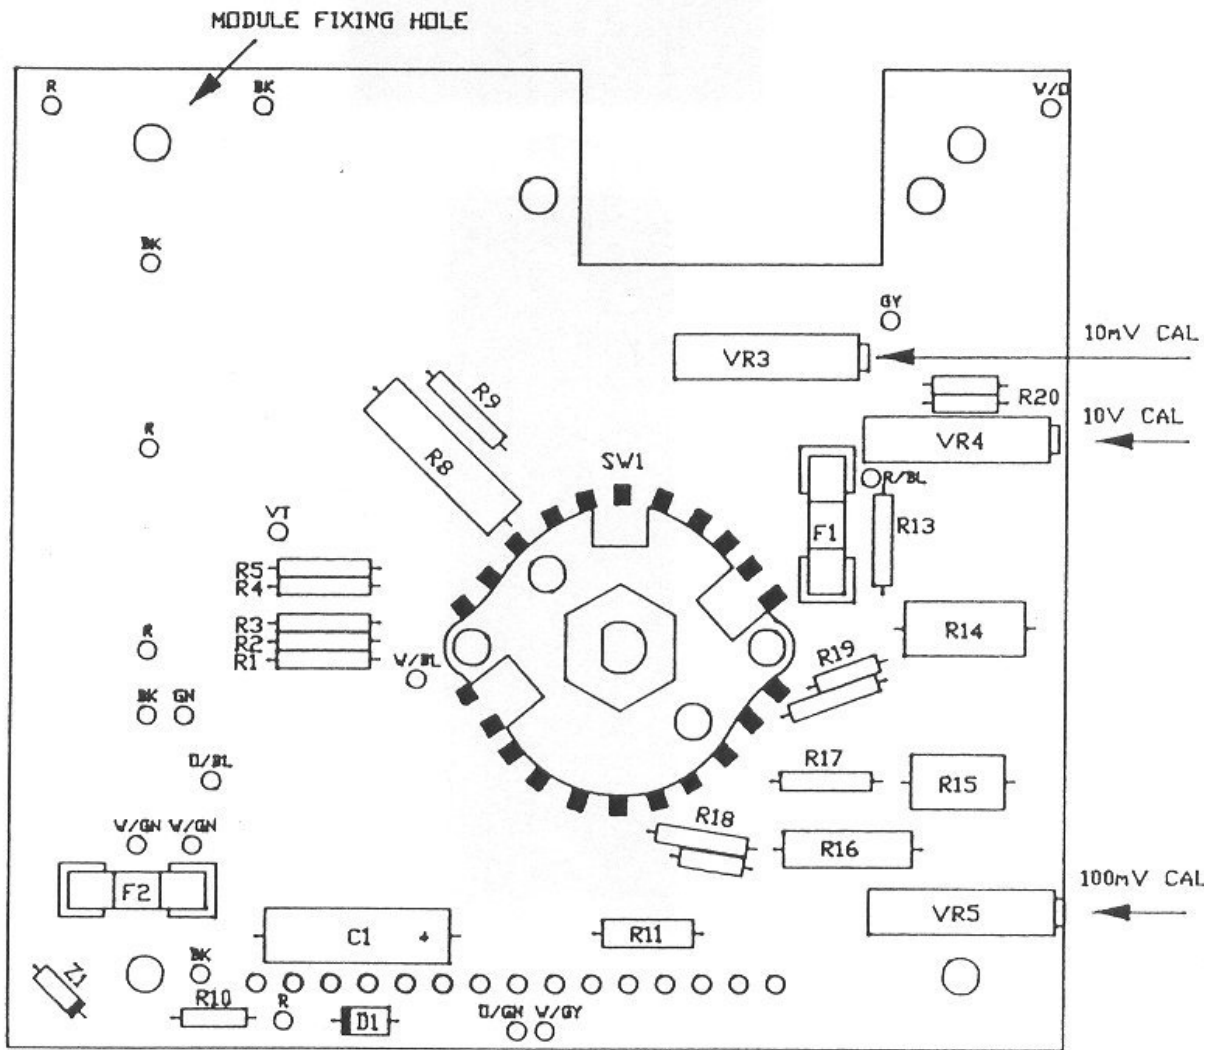 MODULE FIXING HOLE
R
BK
W/O
BK
GY
10mV CAL
VR3
R9
R20
10V CAL
R
R8
SW1
VR4
R/BL
VT
R13
F1
R5
R4
R3
R2
R1
R14
R
R19
W/BL
BK GN
O/BL
R17
R15
W/GN W/GN
R18
R16
F2
100mV CAL
VR5
C1 +
R11
BK
Z1
R10
R
D1
O/GN W/GY